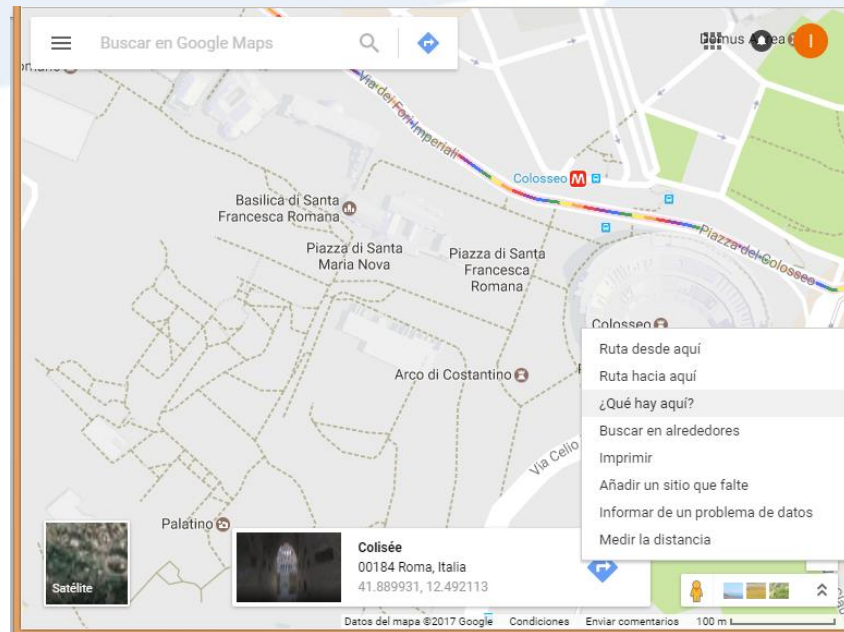 Buscar en Google Maps
Domus Aurea
I
Via dei Fori Imperiali
Colosseo M
Basilica di Santa
Francesca Romana
Piazza di Santa
Maria Nova
Piazza di Santa
Francesca
Romana
Piazza del Colosseo
Colosseo
Arco di Costantino
Via Celio
Palatino
Ruta desde aquí
Ruta hacia aquí
¿Qué hay aquí?
Buscar en alrededores
Imprimir
Añadir un sitio que falte
Informar de un problema de datos
Medir la distancia
Satélite
Colisée
00184 Roma, Italia
41.889931, 12.492113
Datos del mapa ©2017 Google Condiciones Enviar comentarios 100 m